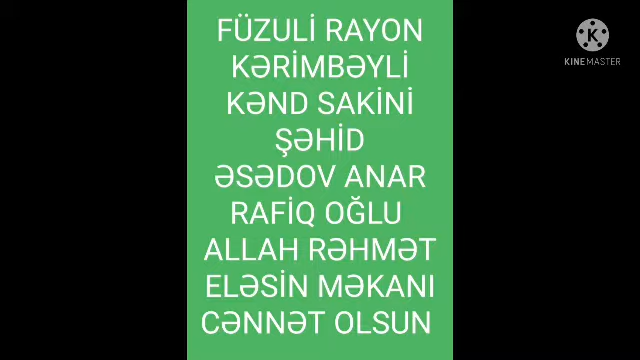 FÜZULİ RAYON
KƏRİMBƏYLİ
KƏND SAKİNİ
ŞƏHİD
ƏSƏDOV ANAR
RAFİQ OĞLU
ALLAH RƏHMƏT
ELƏSİN MƏKANI
CƏNNƏT OLSUN
K
KINEMASTER